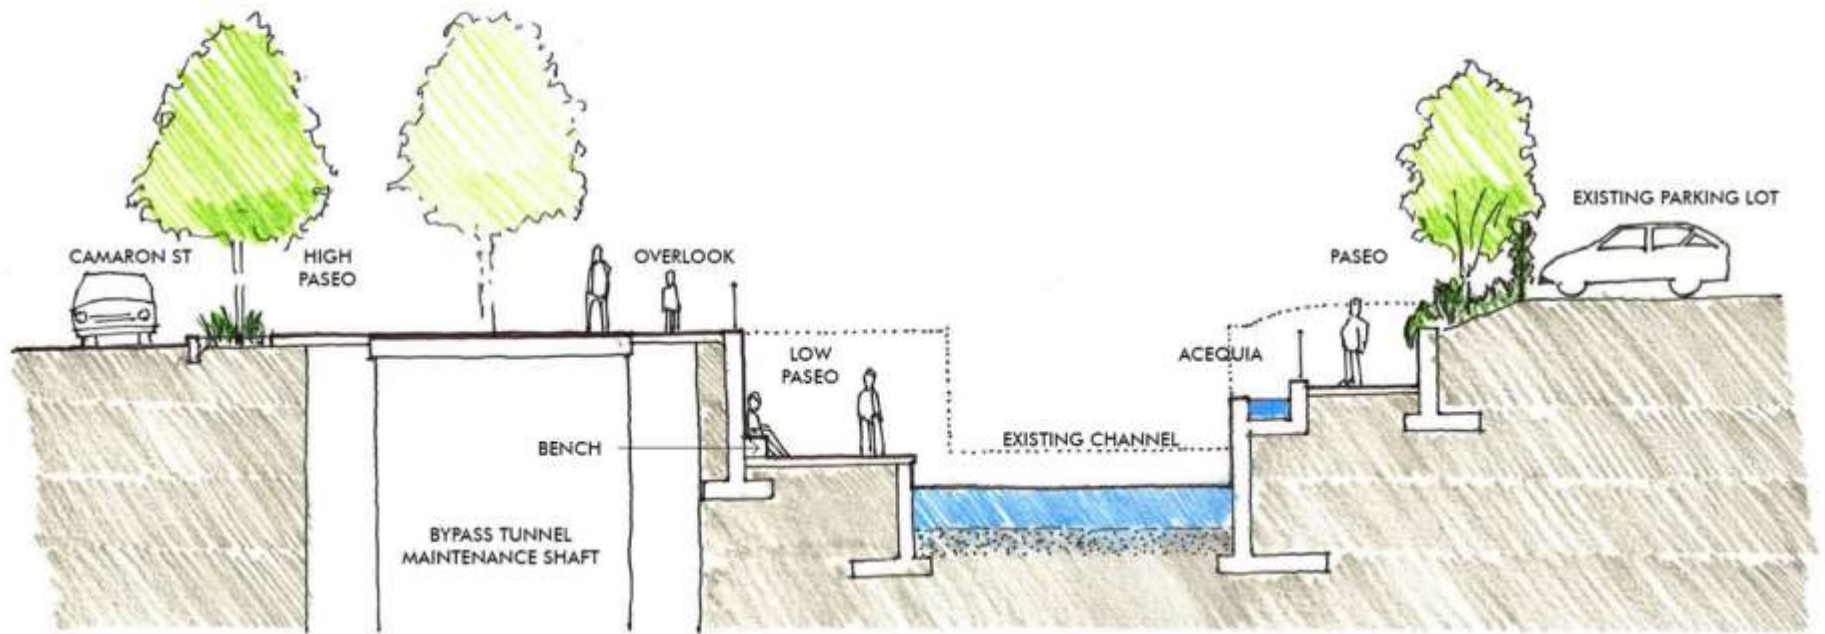 CAMARON ST
HIGH
PASEO
OVERLOOK
LOW
PASEO
BENCH
BYPASS TUNNEL
MAINTENANCE SHAFT
EXISTING CHANNEL
ACEQUIA
PASEO
EXISTING PARKING LOT